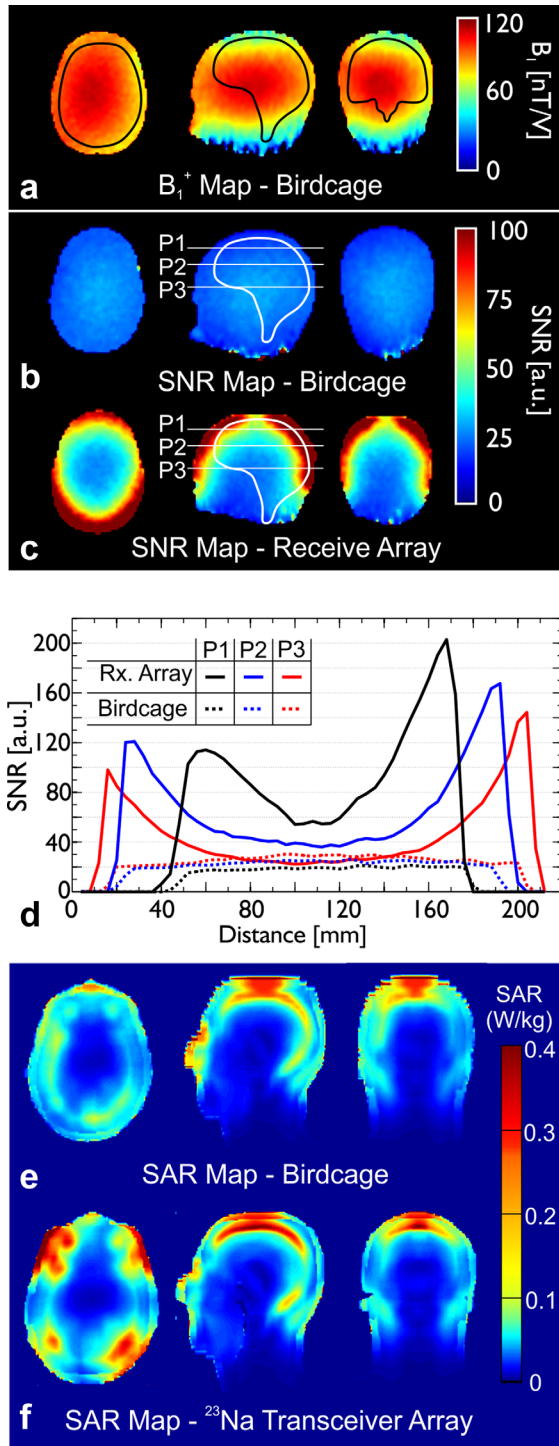 120
80
60
40
0
B1 [nT/V]
a
B1+ Map - Birdcage
P1
P2
P3
100
75
50
25
0
SNR [a.u.]
b
SNR Map - Birdcage
P1
P2
P3
c
SNR Map - Receive Array
200
160
120
80
40
0
SNR [a.u.]
P1 P2 P3
Rx. Array
Birdcage
0 40 80 120 160 200
Distance [mm]
d
SAR
(W/kg)
0.4
0.3
0.2
0.1
0
e
SAR Map - Birdcage
f
SAR Map - ²³Na Transceiver Array